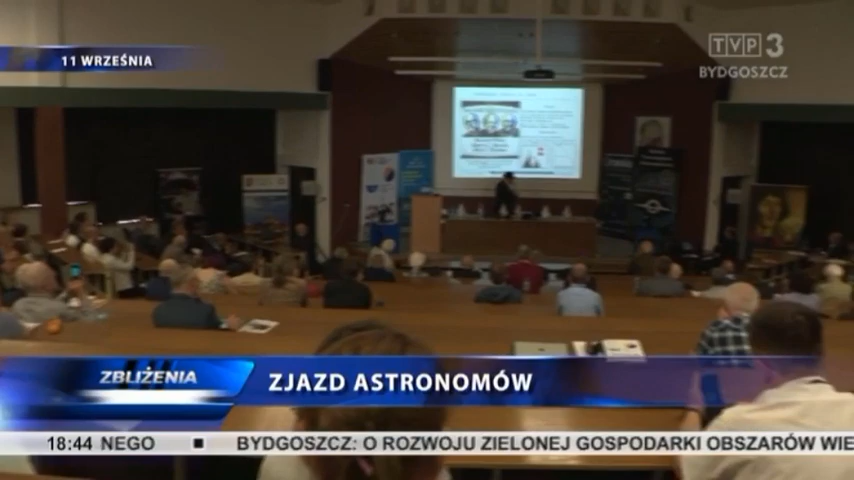 11 WRZEŚNIA
TVP3
BYDGOSZCZ
ZBLIŻENIA
ZJAZD ASTRONOMÓW
18:44 NEGO ■ BYDGOSZCZ: O ROZWOJU ZIELONEJ GOSPODARKI OBSZARÓW WIE